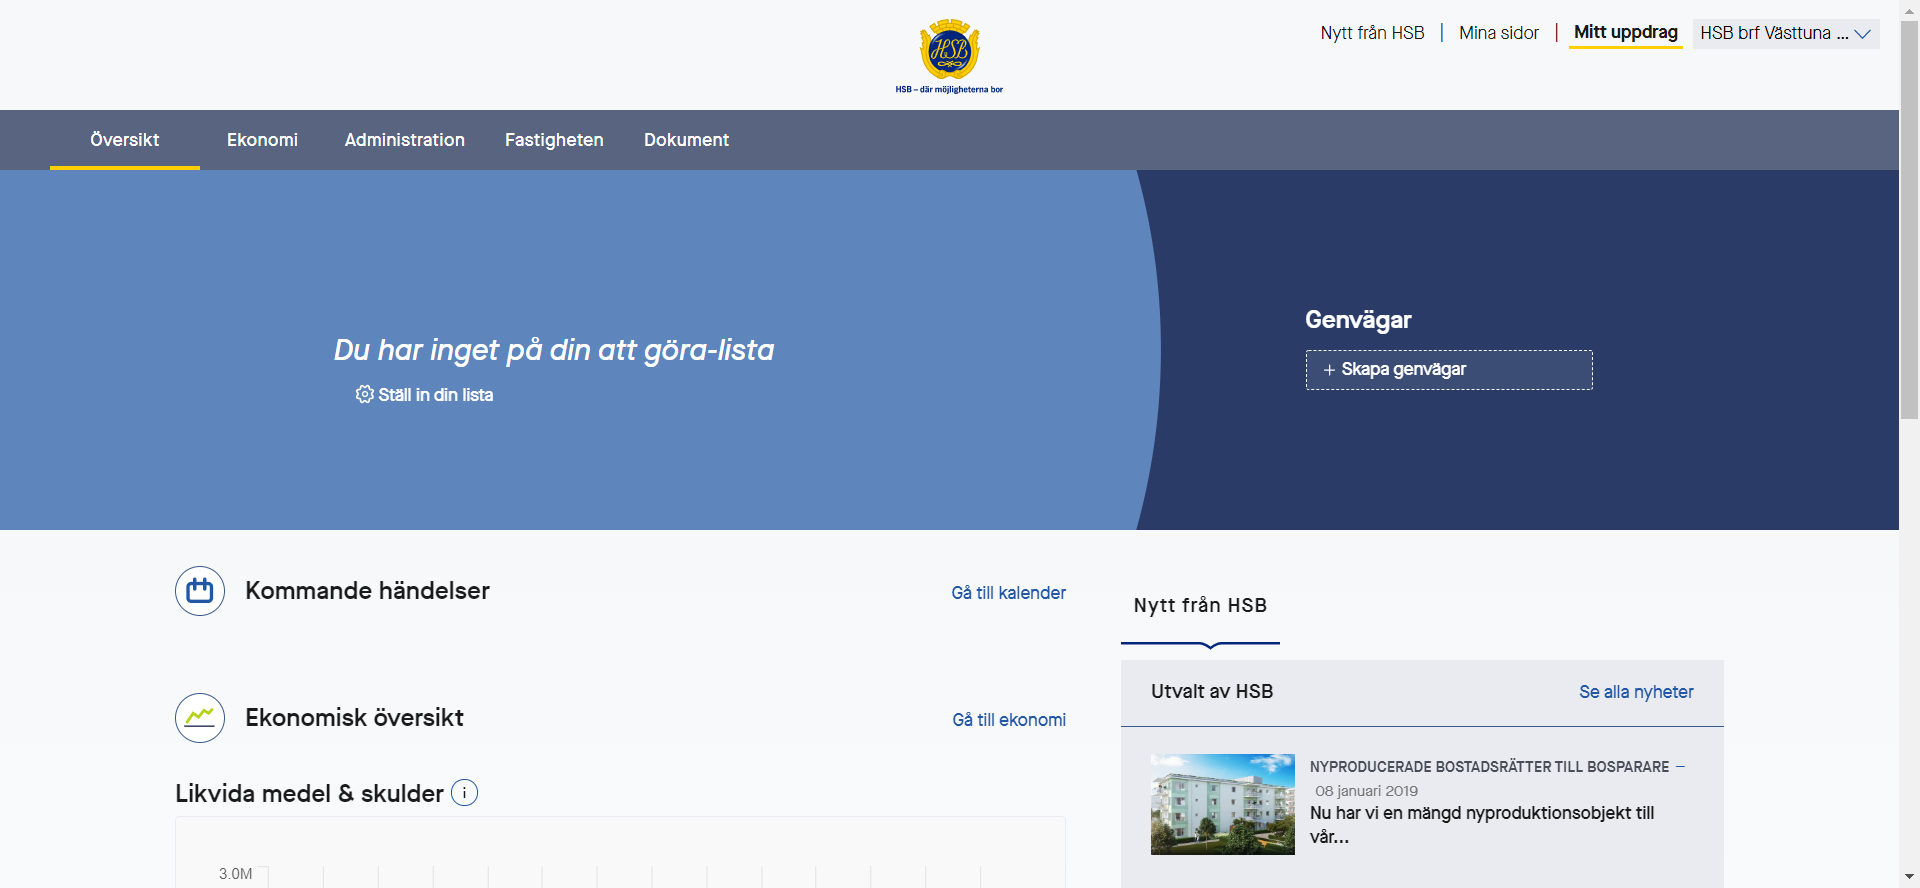 Nytt från HSB
Mina sidor
Mitt uppdrag
HSB brf Västtuna ...
HSB
HSB – där möjligheterna bor
Översikt
Ekonomi
Administration
Fastigheten
Dokument
Du har inget på din att göra-lista
Ställ in din lista
Genvägar
+ Skapa genvägar
Kommande händelser
Gå till kalender
Ekonomisk översikt
Gå till ekonomi
Likvida medel & skulder i
3.0M
Nytt från HSB
Utvalt av HSB
Se alla nyheter
NYPRODUCERADE BOSTADSRÄTTER TILL BOSPARARE –
08 januari 2019
Nu har vi en mängd nyproduktionsobjekt till
vår...